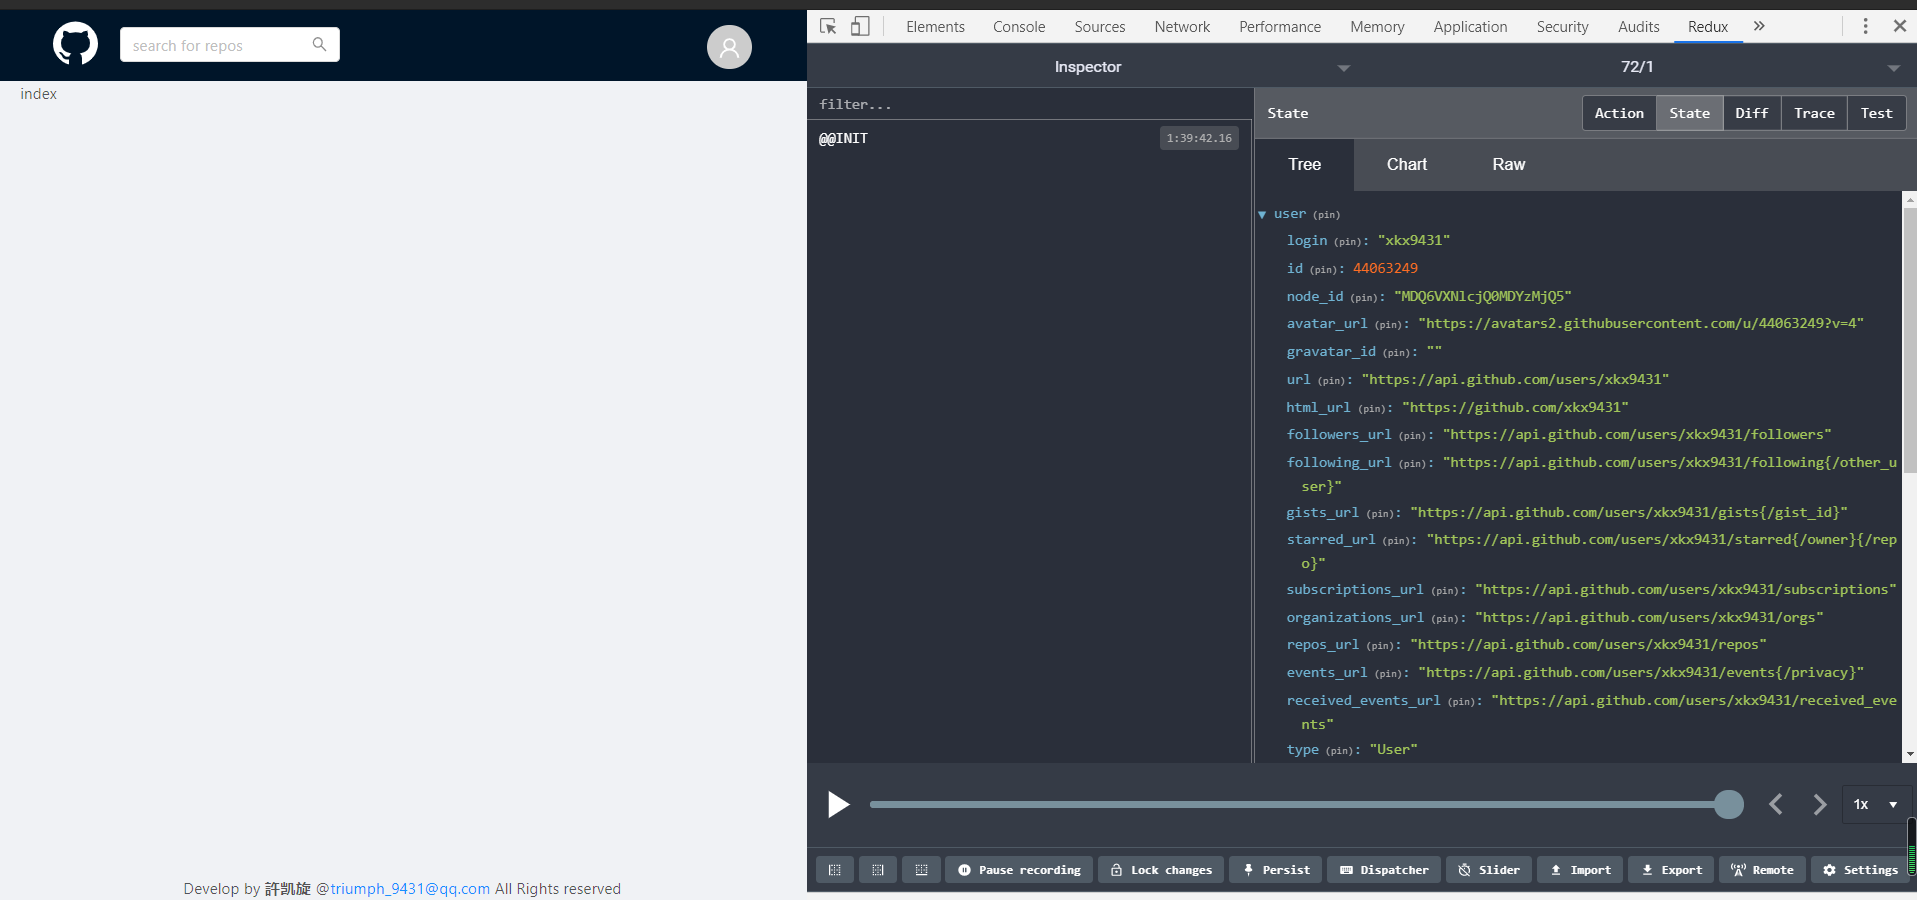 search for repos
index
Develop by 許凯旋 @triumph_9431@qq.com All Rights reserved
Elements Console Sources Network Performance Memory Application Security Audits Redux »
Inspector 72/1
filter...
@@INIT 1:39:42.16
State Action State Diff Trace Test
Tree Chart Raw
user (pin)
login (pin): "xkx9431"
id (pin): 44063249
node_id (pin): "MDQ6VXNlcjQ0MDYzMjQ5"
avatar_url (pin): "https://avatars2.githubusercontent.com/u/44063249?v=4"
gravatar_id (pin): ""
url (pin): "https://api.github.com/users/xkx9431"
html_url (pin): "https://github.com/xkx9431"
followers_url (pin): "https://api.github.com/users/xkx9431/followers"
following_url (pin): "https://api.github.com/users/xkx9431/following{/other_u
ser}"
gists_url (pin): "https://api.github.com/users/xkx9431/gists{/gist_id}"
starred_url (pin): "https://api.github.com/users/xkx9431/starred{/owner}{/rep
o}"
subscriptions_url (pin): "https://api.github.com/users/xkx9431/subscriptions"
organizations_url (pin): "https://api.github.com/users/xkx9431/orgs"
repos_url (pin): "https://api.github.com/users/xkx9431/repos"
events_url (pin): "https://api.github.com/users/xkx9431/events{/privacy}"
received_events_url (pin): "https://api.github.com/users/xkx9431/received_eve
nts"
type (pin): "User"
1x
Pause recording Lock changes Persist Dispatcher Slider Import Export Remote Settings